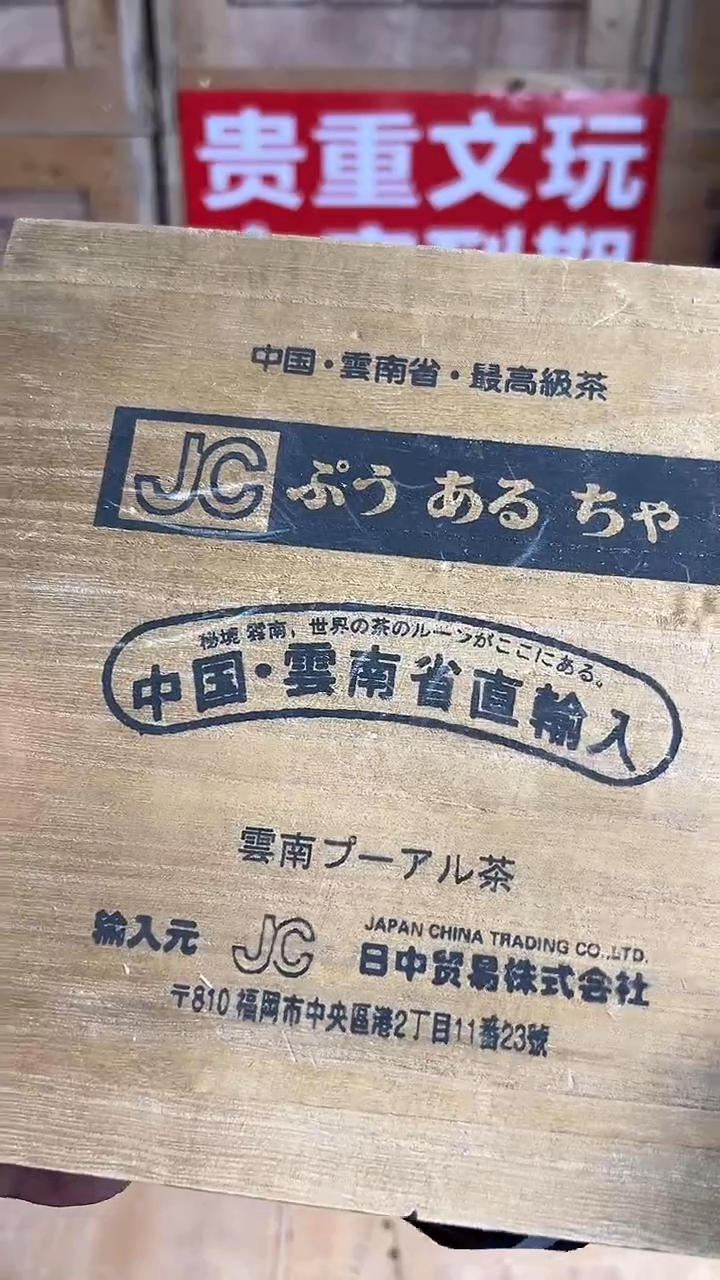 贵重文玩
中国・雲南省・最高級茶
JC ぷう ある ちゃ
秘境 雲南，世界の茶のルーツがここにある。
中国・雲南省直輸入
雲南プーアル茶
輸入元 JC
JAPAN CHINA TRADING CO.,LTD.
日中貿易株式会社
〒810 福岡市中央區港2丁目11番23號